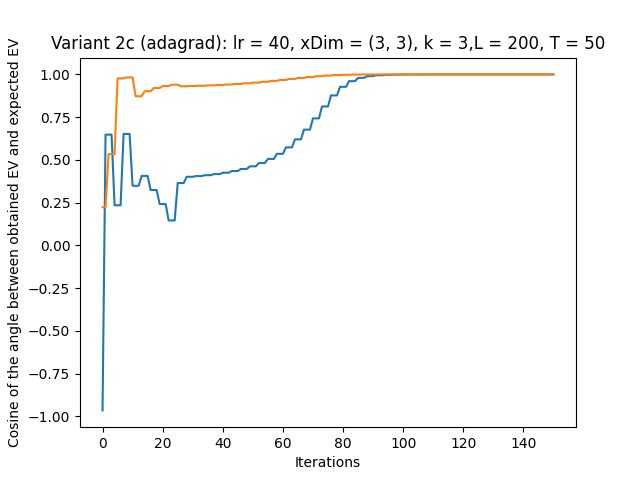 Variant 2c (adagrad): lr = 40, xDim = (3, 3), k = 3,L = 200, T = 50
Cosine of the angle between obtained EV and expected EV
1.00
0.75
0.50
0.25
0.00
−0.25
−0.50
−0.75
−1.00
0 20 40 60 80 100 120 140
Iterations